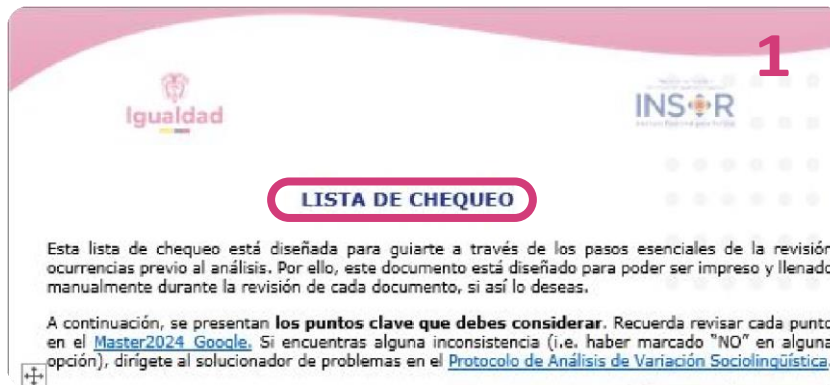 1
Igualdad
INSOR
LISTA DE CHEQUEO
Esta lista de chequeo está diseñada para guiarte a través de los pasos esenciales de la revisión
ocurrencias previo al análisis. Por ello, este documento está diseñado para poder ser impreso y llenado
manualmente durante la revisión de cada documento, si así lo deseas.
A continuación, se presentan los puntos clave que debes considerar. Recuerda revisar cada punto
en el Master2024 Google. Si encuentras alguna inconsistencia (i.e. haber marcado "NO" en alguna
opción), dirígete al solucionador de problemas en el Protocolo de Análisis de Variación Sociolingüística.